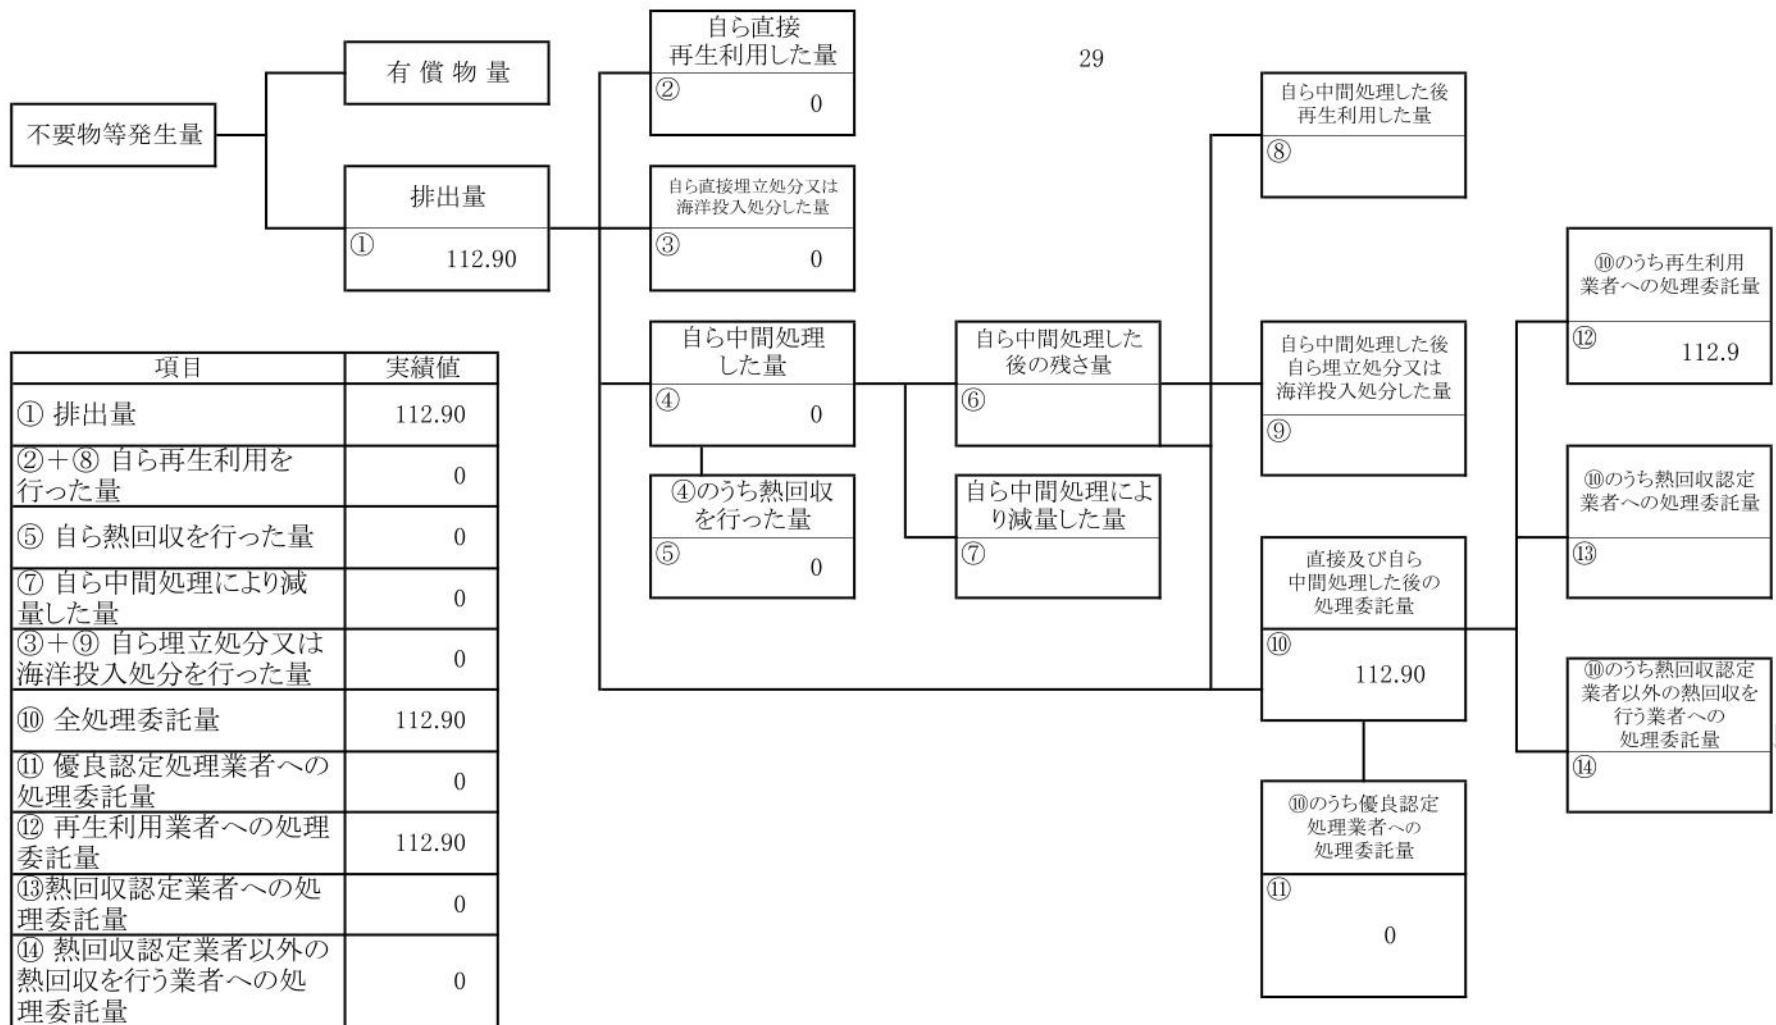 不要物等発生量
有 償 物 量
排出量
①
112.90
自ら直接
再生利用した量
②
0
自ら直接埋立処分又は
海洋投入処分した量
③
0
自ら中間処理
した量
④
0
④のうち熱回収
を行った量
⑤
0
29
自ら中間処理した
後の残さ量
⑥
自ら中間処理によ
り減量した量
⑦
自ら中間処理した後
再生利用した量
⑧
自ら中間処理した後
自ら埋立処分又は
海洋投入処分した量
⑨
直接及び自ら
中間処理した後の
処理委託量
⑩
112.90
⑩のうち優良認定
処理業者への
処理委託量
⑪
0
⑩のうち再生利用
業者への処理委託量
⑫
112.9
⑩のうち熱回収認定
業者への処理委託量
⑬
⑩のうち熱回収認定
業者以外の熱回収を
行う業者への
処理委託量
⑭
項目 実績値
① 排出量 112.90
②+⑧ 自ら再生利用を
行った量 0
⑤ 自ら熱回収を行った量 0
⑦ 自ら中間処理により減
量した量 0
③+⑨ 自ら埋立処分又は
海洋投入処分を行った量 0
⑩ 全処理委託量 112.90
⑪ 優良認定処理業者への
処理委託量 0
⑫ 再生利用業者への処理
委託量 112.90
⑬熱回収認定業者への処
理委託量 0
⑭ 熱回収認定業者以外の
熱回収を行う業者への処
理委託量 0